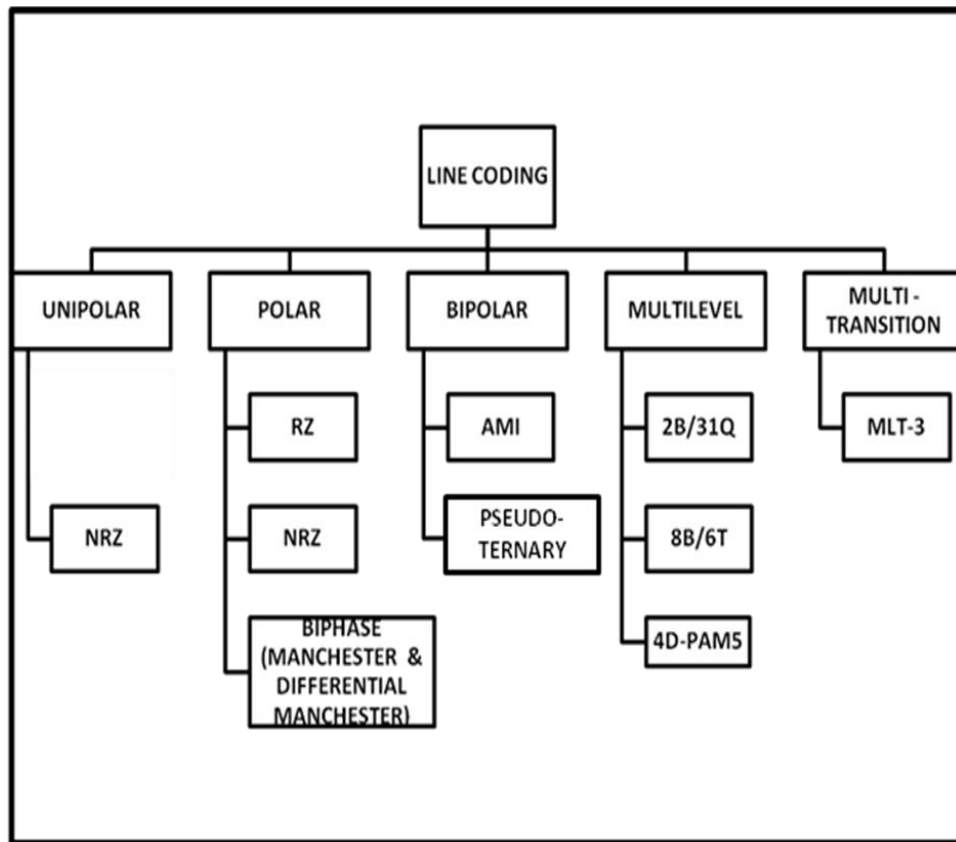 LINE CODING
UNIPOLAR
POLAR
BIPOLAR
MULTILEVEL
MULTI -
TRANSITION
RZ
AMI
2B/31Q
MLT-3
NRZ
NRZ
PSEUDO-
TERNARY
8B/6T
BIPHASE
(MANCHESTER &
DIFFERENTIAL
MANCHESTER)
4D-PAM5